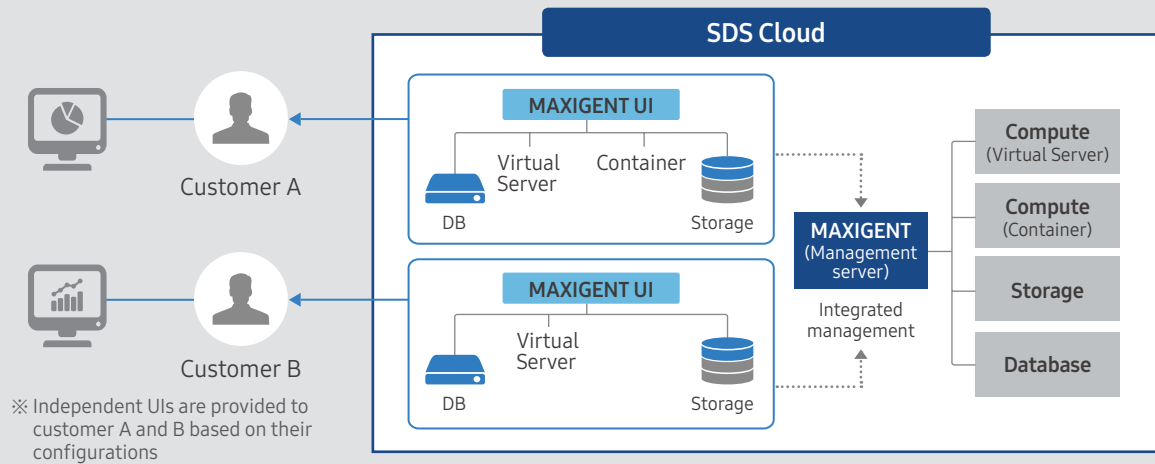 SDS Cloud
Customer A
MAXIGENT UI
Virtual
Server
Container
DB
Storage
Customer B
MAXIGENT UI
Virtual
Server
DB
Storage
MAXIGENT
(Management
server)
Integrated
management
Compute
(Virtual Server)
Compute
(Container)
Storage
Database
※ Independent UIs are provided to
customer A and B based on their
configurations